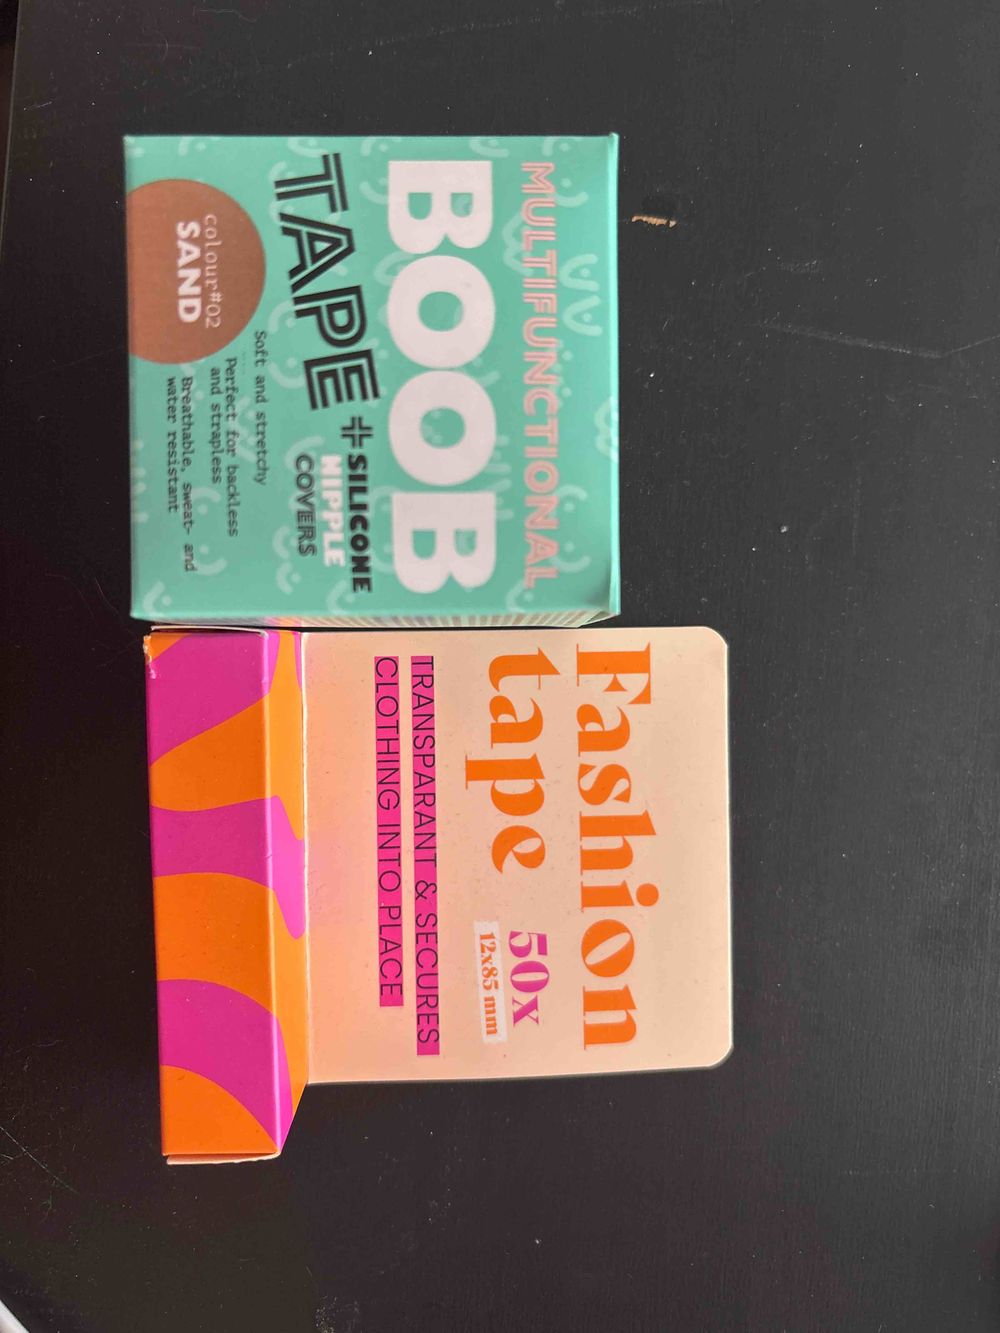 MULTIFUNCTIONAL
BOOB
TAPE
+SILICONE
NIPPLE
COVERS
Soft and stretchy
Perfect for backless
and strapless
Breathable, sweat- and
water resistant
colour#02
SAND
Fashion
tape
50x
12x85 mm
TRANSPARANT & SECURES
CLOTHING INTO PLACE